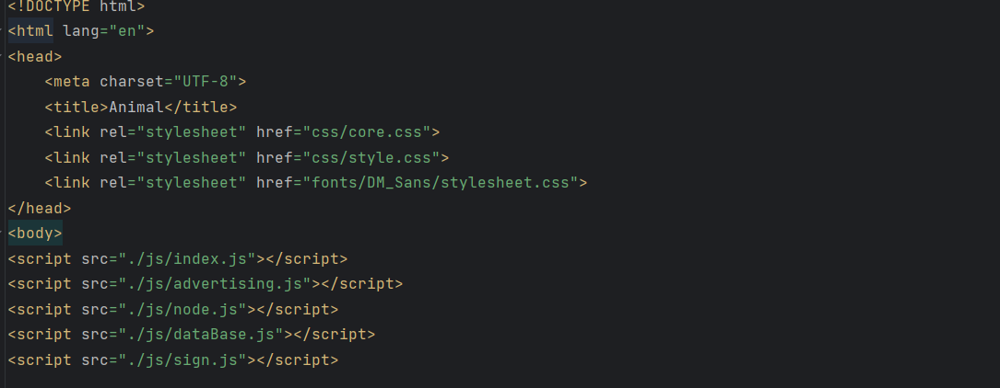 <!DOCTYPE html>
<html lang="en">
<head>
    <meta charset="UTF-8">
    <title>Animal</title>
    <link rel="stylesheet" href="css/core.css">
    <link rel="stylesheet" href="css/style.css">
    <link rel="stylesheet" href="fonts/DM_Sans/stylesheet.css">
</head>
<body>
<script src="./js/index.js"></script>
<script src="./js/advertising.js"></script>
<script src="./js/node.js"></script>
<script src="./js/dataBase.js"></script>
<script src="./js/sign.js"></script>